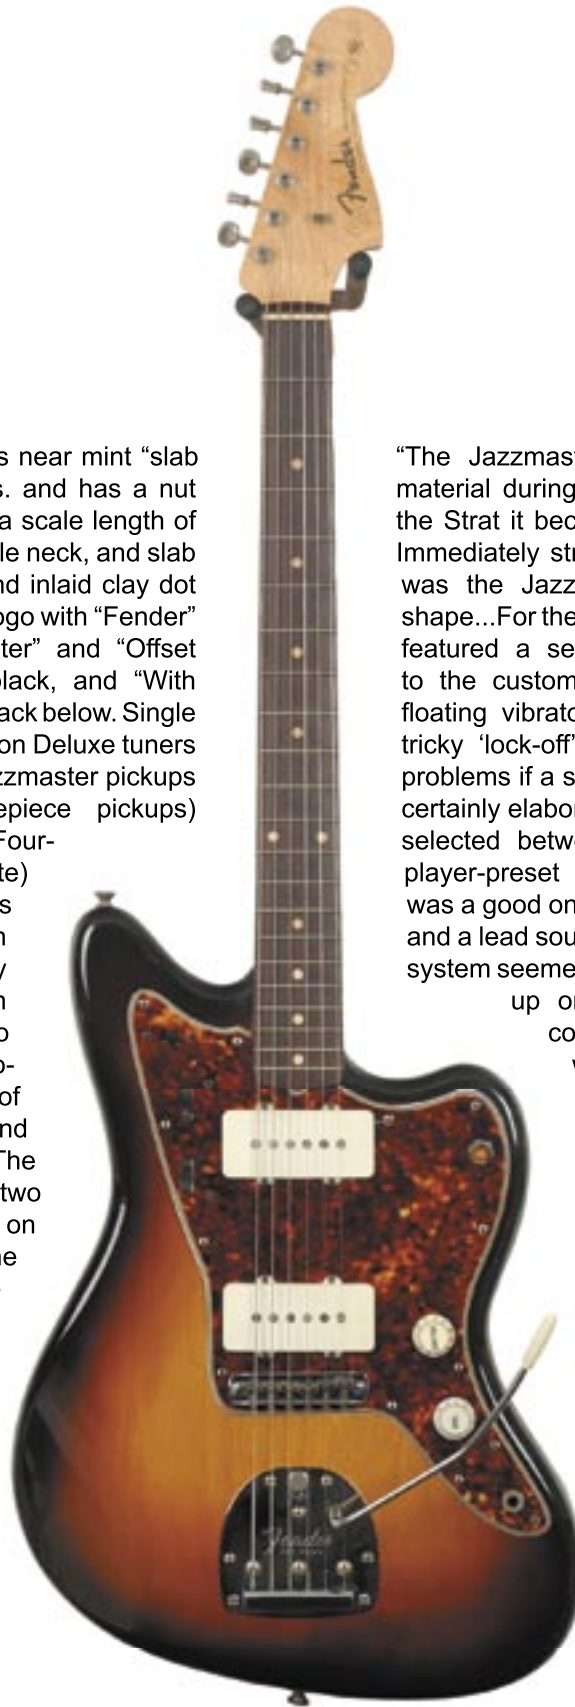 Fender
s near mint “slab
s. and has a nut
a scale length of
le neck, and slab
nd inlaid clay dot
ogo with “Fender”
ter” and “Offset
lack, and “With
ack below. Single
on Deluxe tuners
zzmaster pickups
epiece pickups)
Four-
te)
s
n
y
n
o
o-
of
nd
The
two
on
ne
“The Jazzmast
material during
the Strat it bec
Immediately str
was the Jazz
shape...For the
featured a se
to the custom
floating vibrato
tricky ‘lock-off’
problems if a s
certainly elabor
selected betwe
player-preset
was a good on
and a lead sou
system seeme
up or
co
Fender